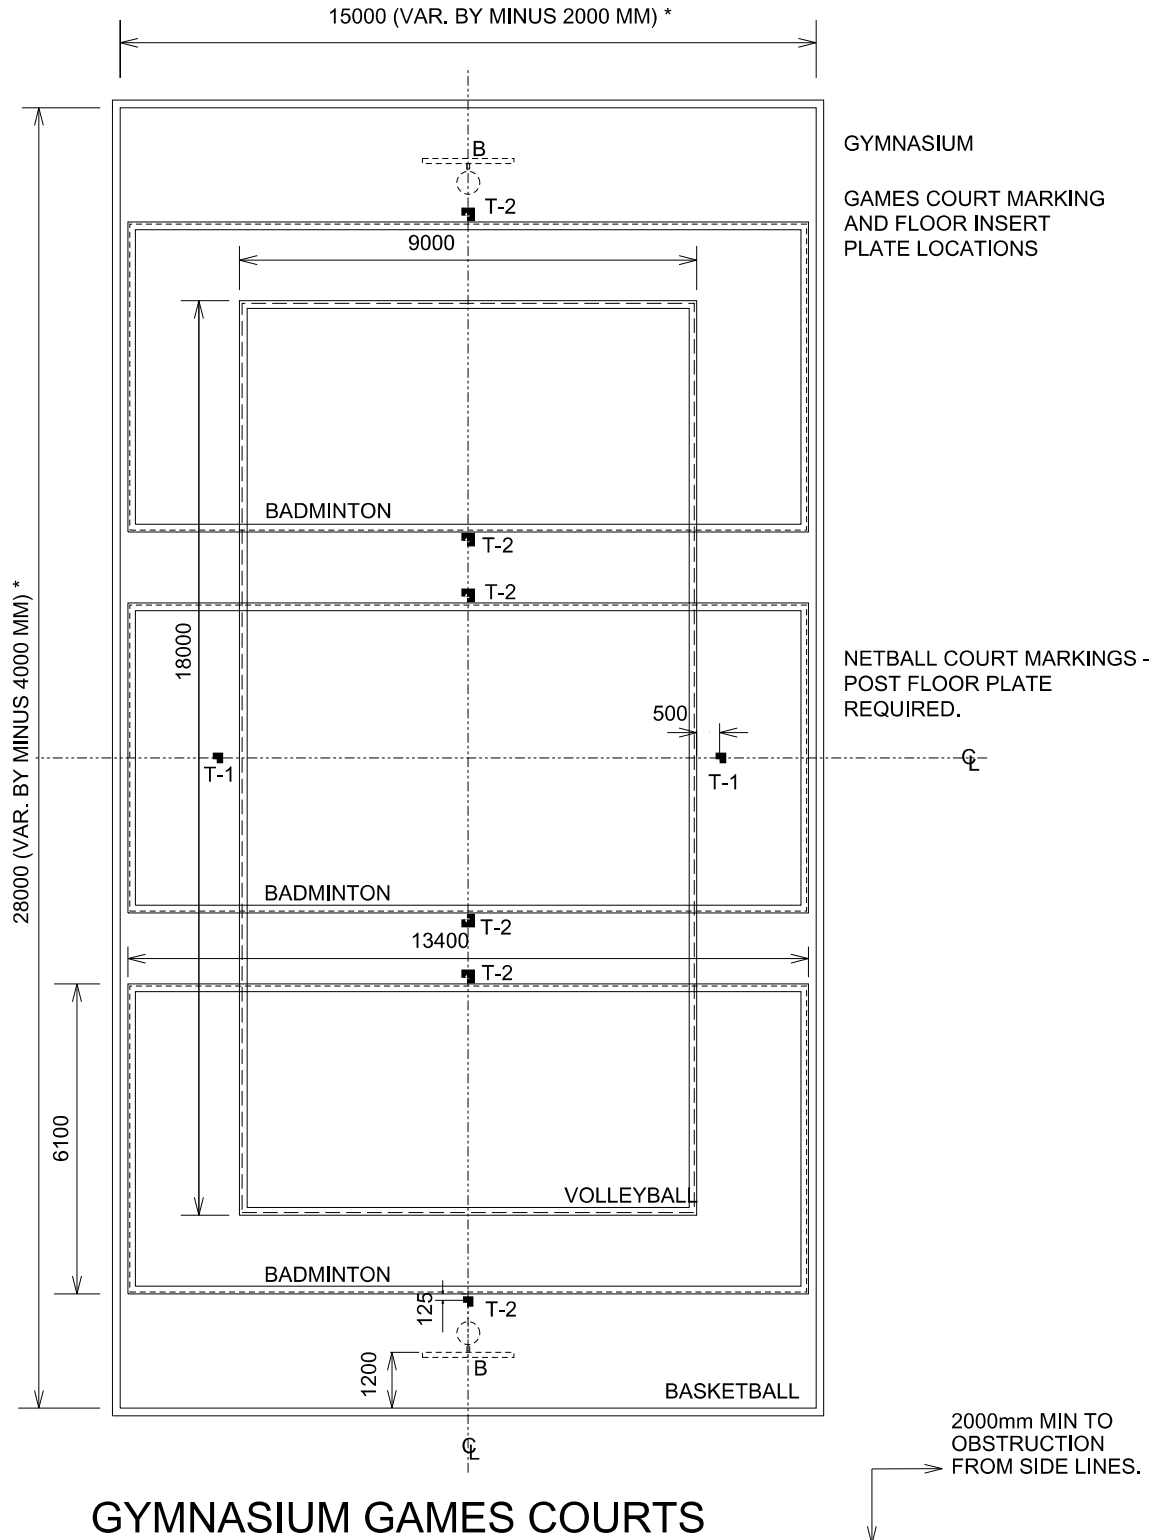 15000 (VAR. BY MINUS 2000 MM) *
B
GYMNASIUM
T-2
GAMES COURT MARKING
AND FLOOR INSERT
PLATE LOCATIONS
9000
BADMINTON
T-2
T-2
28000 (VAR. BY MINUS 4000 MM) *
18000
NETBALL COURT MARKINGS -
POST FLOOR PLATE
REQUIRED.
500
T-1
T-1
℄
BADMINTON
T-2
13400
T-2
6100
VOLLEYBALL
BADMINTON
125
T-2
1200
B
BASKETBALL
℄
2000mm MIN TO
OBSTRUCTION
FROM SIDE LINES.
GYMNASIUM GAMES COURTS